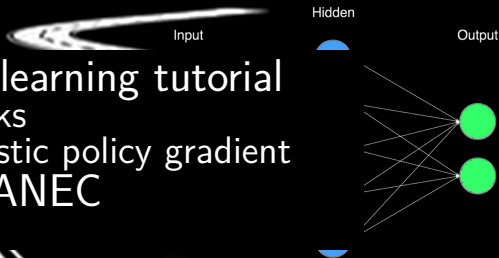 Hidden
Input
Output
learning tutorial
ks
stic policy gradient
ANEC